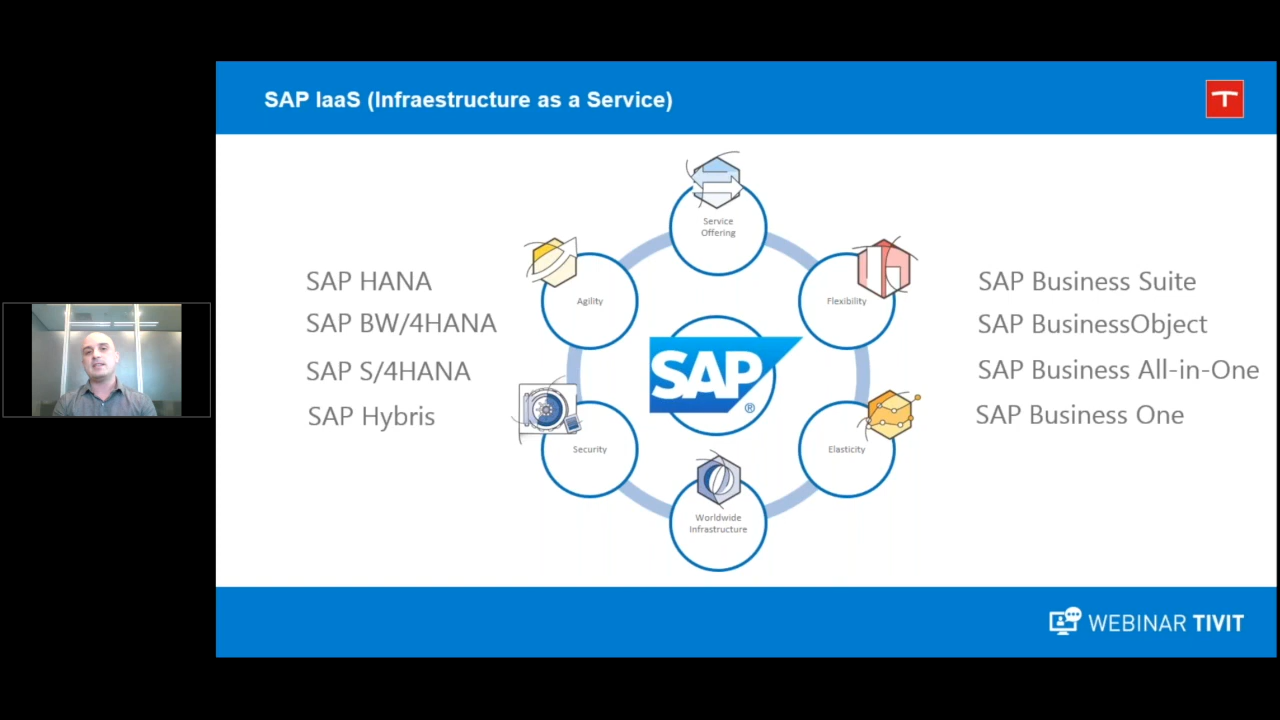 SAP IaaS (Infraestructure as a Service)
T
Service
Offering
Agility
Flexibility
SAP HANA
SAP BW/4HANA
SAP S/4HANA
SAP Hybris
SAP
®
SAP Business Suite
SAP BusinessObject
SAP Business All-in-One
SAP Business One
Security
Elasticity
Worldwide
Infrastructure
WEBINAR TIVIT